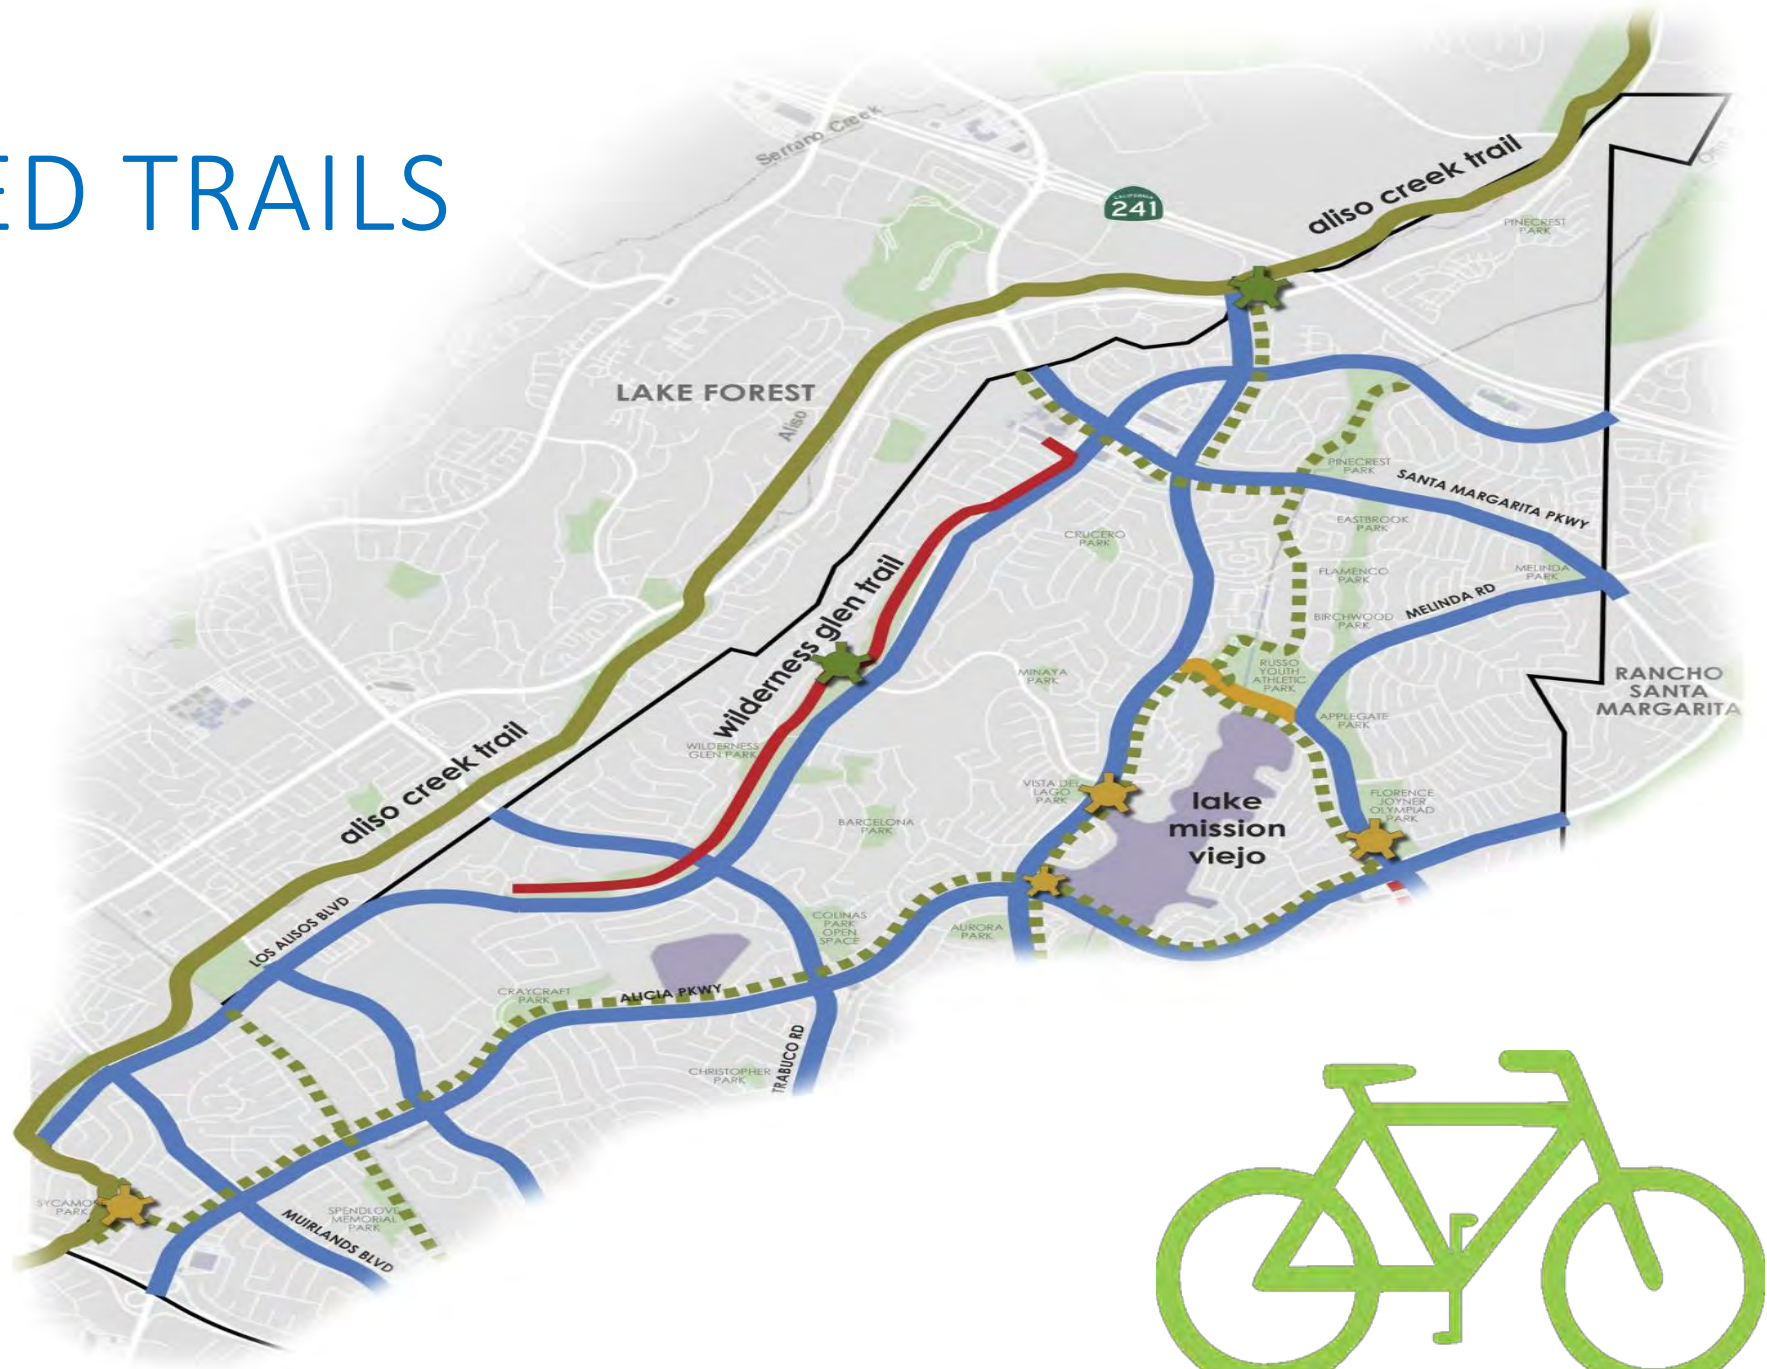 ED TRAILS
Serrano Creek
CALIFORNIA
241
aliso creek trail
PINECREST
PARK
LAKE FOREST
Aliso
PINECREST
PARK
SANTA MARGARITA PKWY
EASTBROOK
PARK
CRUCERO
PARK
FLAMENCO
PARK
MELINDA
PARK
MELINDA RD
BIRCHWOOD
PARK
wilderness glen trail
MINAYA
PARK
RUSSO
YOUTH
ATHLETIC
PARK
RANCHO
SANTA
MARGARITA
APPLEGATE
PARK
WILDERNESS
GLEN PARK
aliso creek trail
VISTA DEL
LAGO
PARK
lake
mission
viejo
FLORENCE
JOYNER
OLYMPIAD
PARK
BARCELONA
PARK
LOS ALISOS BLVD
COLINAS
PARK
OPEN
SPACE
AURORA
PARK
CRAYCRAFT
PARK
ALICIA PKWY
TRABUCO RD
CHRISTOPHER
PARK
SYCAMORE
PARK
SPENDLOVE
MEMORIAL
PARK
MUIRLANDS BLVD